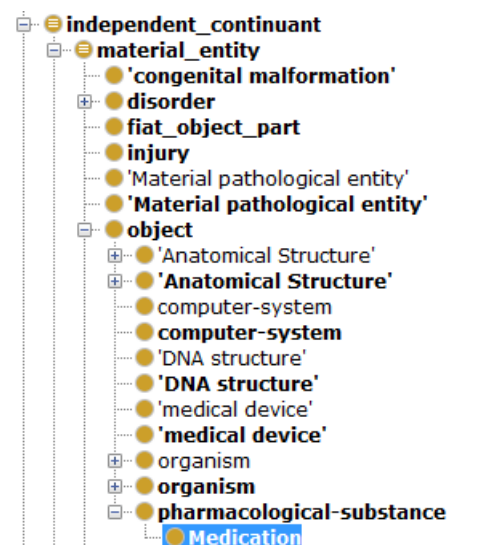 independent_continuant
material_entity
'congenital malformation'
disorder
fiat_object_part
injury
'Material pathological entity'
'Material pathological entity'
object
'Anatomical Structure'
'Anatomical Structure'
computer-system
computer-system
'DNA structure'
'DNA structure'
'medical device'
'medical device'
organism
organism
pharmacological-substance
Medication